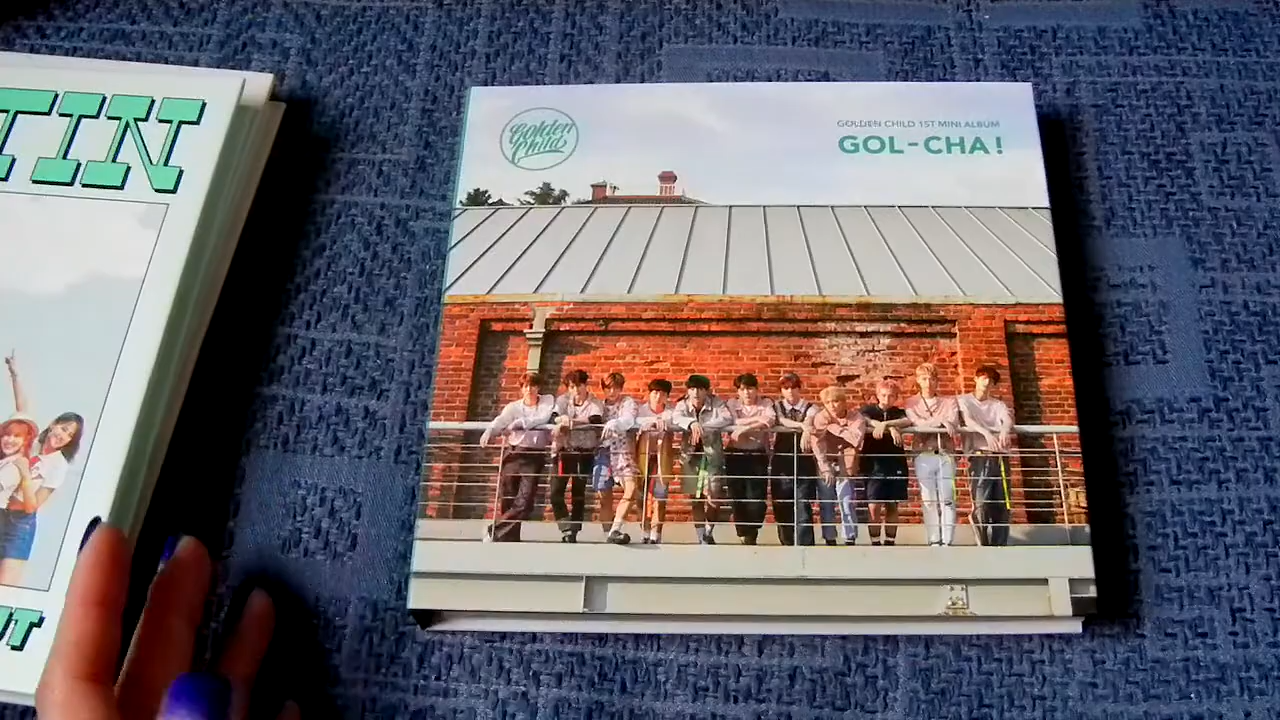 TIN
Golden
Child
GOLDEN CHILD 1ST MINI ALBUM
GOL-CHA!